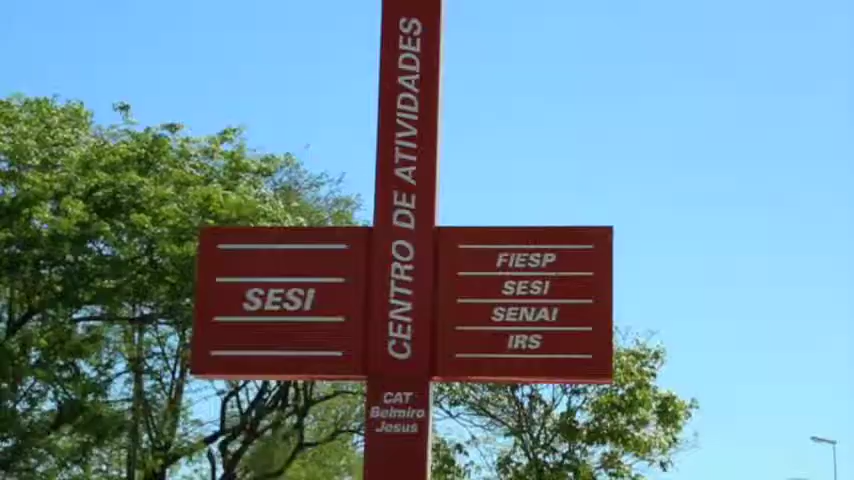 CENTRO DE ATIVIDADES
SESI
FIESP
SESI
SENAI
IRS
CAT
Belmiro
Jesus